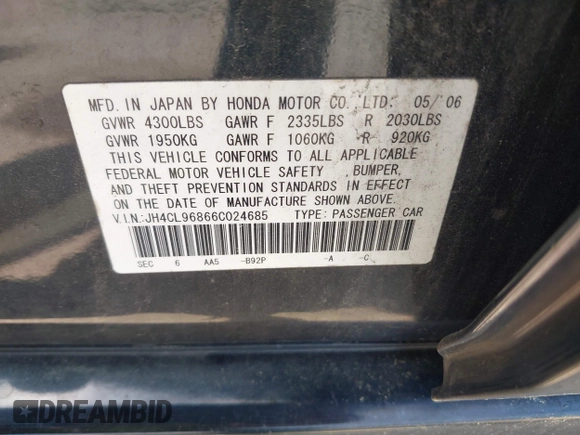 MFD. IN JAPAN BY HONDA MOTOR CO., LTD. 05/'06
GVWR 4300LBS GAWR F 2335LBS R 2030LBS
GVWR 1950KG GAWR F 1060KG R 920KG
THIS VEHICLE CONFORMS TO ALL APPLICABLE
FEDERAL MOTOR VEHICLE SAFETY , BUMPER,
AND THEFT PREVENTION STANDARDS IN EFFECT
ON THE DATE OF MANUFACTURE SHOWN ABOVE.
V.I.N.:JH4CL96866C024685 TYPE: PASSENGER CAR
SEC 6 AA5 -B92P -A -C
DREAMBID